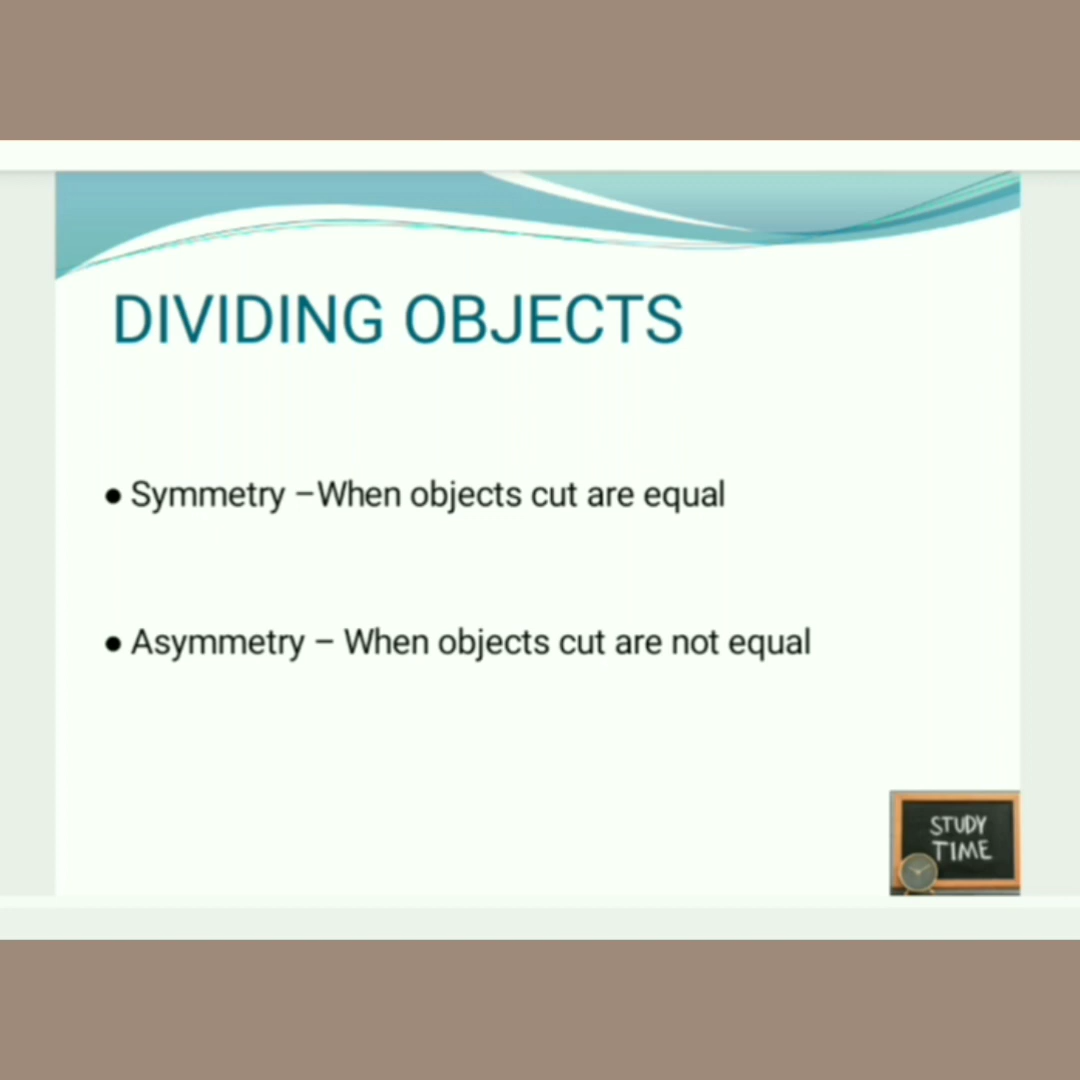 DIVIDING OBJECTS
● Symmetry –When objects cut are equal
● Asymmetry – When objects cut are not equal
STUDY
TIME